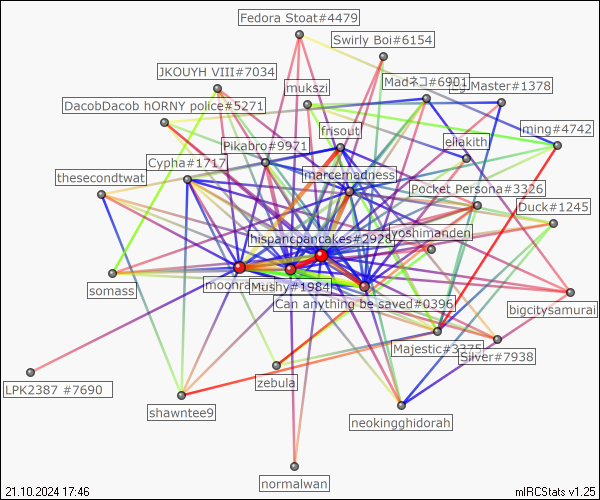 Fedora Stoat#4479
Swirly Boi#6154
JKOUYH VIII#7034
mukszi
Madネコ#6901
Master#1378
DacobDacob hORNY police#5271
frisout
ming#4742
Pikabro#9971
eliakith
Cypha#1717
marcemadness
thesecondtwat
Pocket Persona#3326
Duck#1245
hispancpancakes#2928
yoshimanden
somass
moonra
Mushy#1984
Can anything be saved#0396
bigcitysamurai
Majestic#3375
Silver#7938
LPK2387 #7690
zebula
shawntee9
neokingghidorah
normalwan
21.10.2024 17:46
mIRCStats v1.25